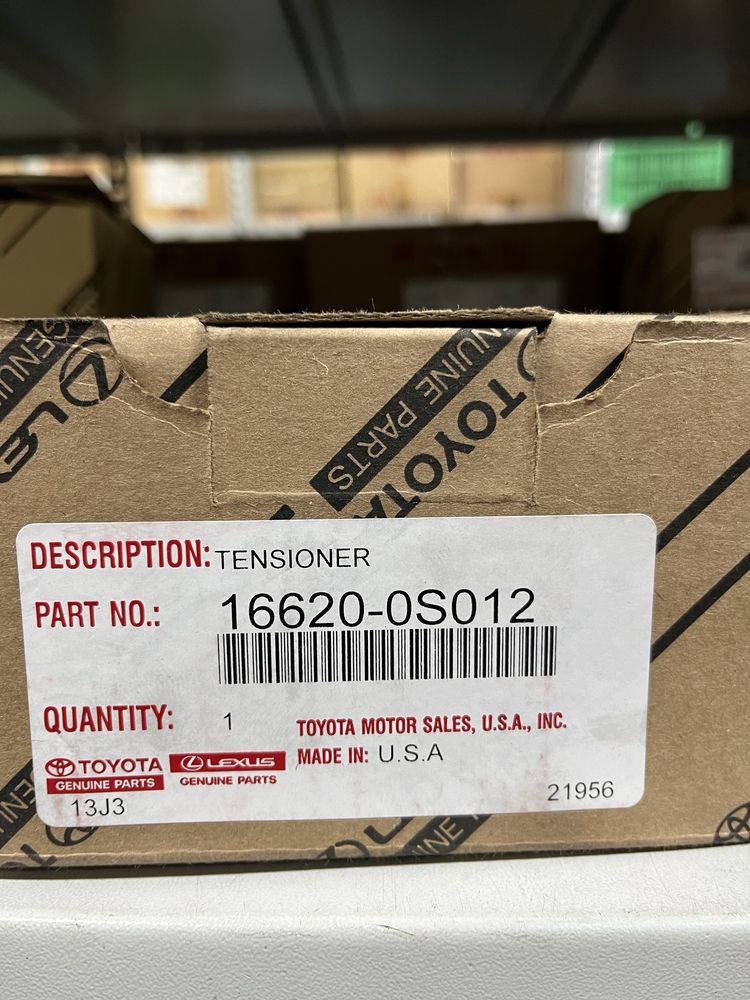 GENUINE PARTS
TOYOTA
DESCRIPTION: TENSIONER
PART NO.: 16620-0S012
QUANTITY: 1
TOYOTA MOTOR SALES, U.S.A., INC.
MADE IN: U.S.A
TOYOTA
GENUINE PARTS
LEXUS
GENUINE PARTS
13J3
21956